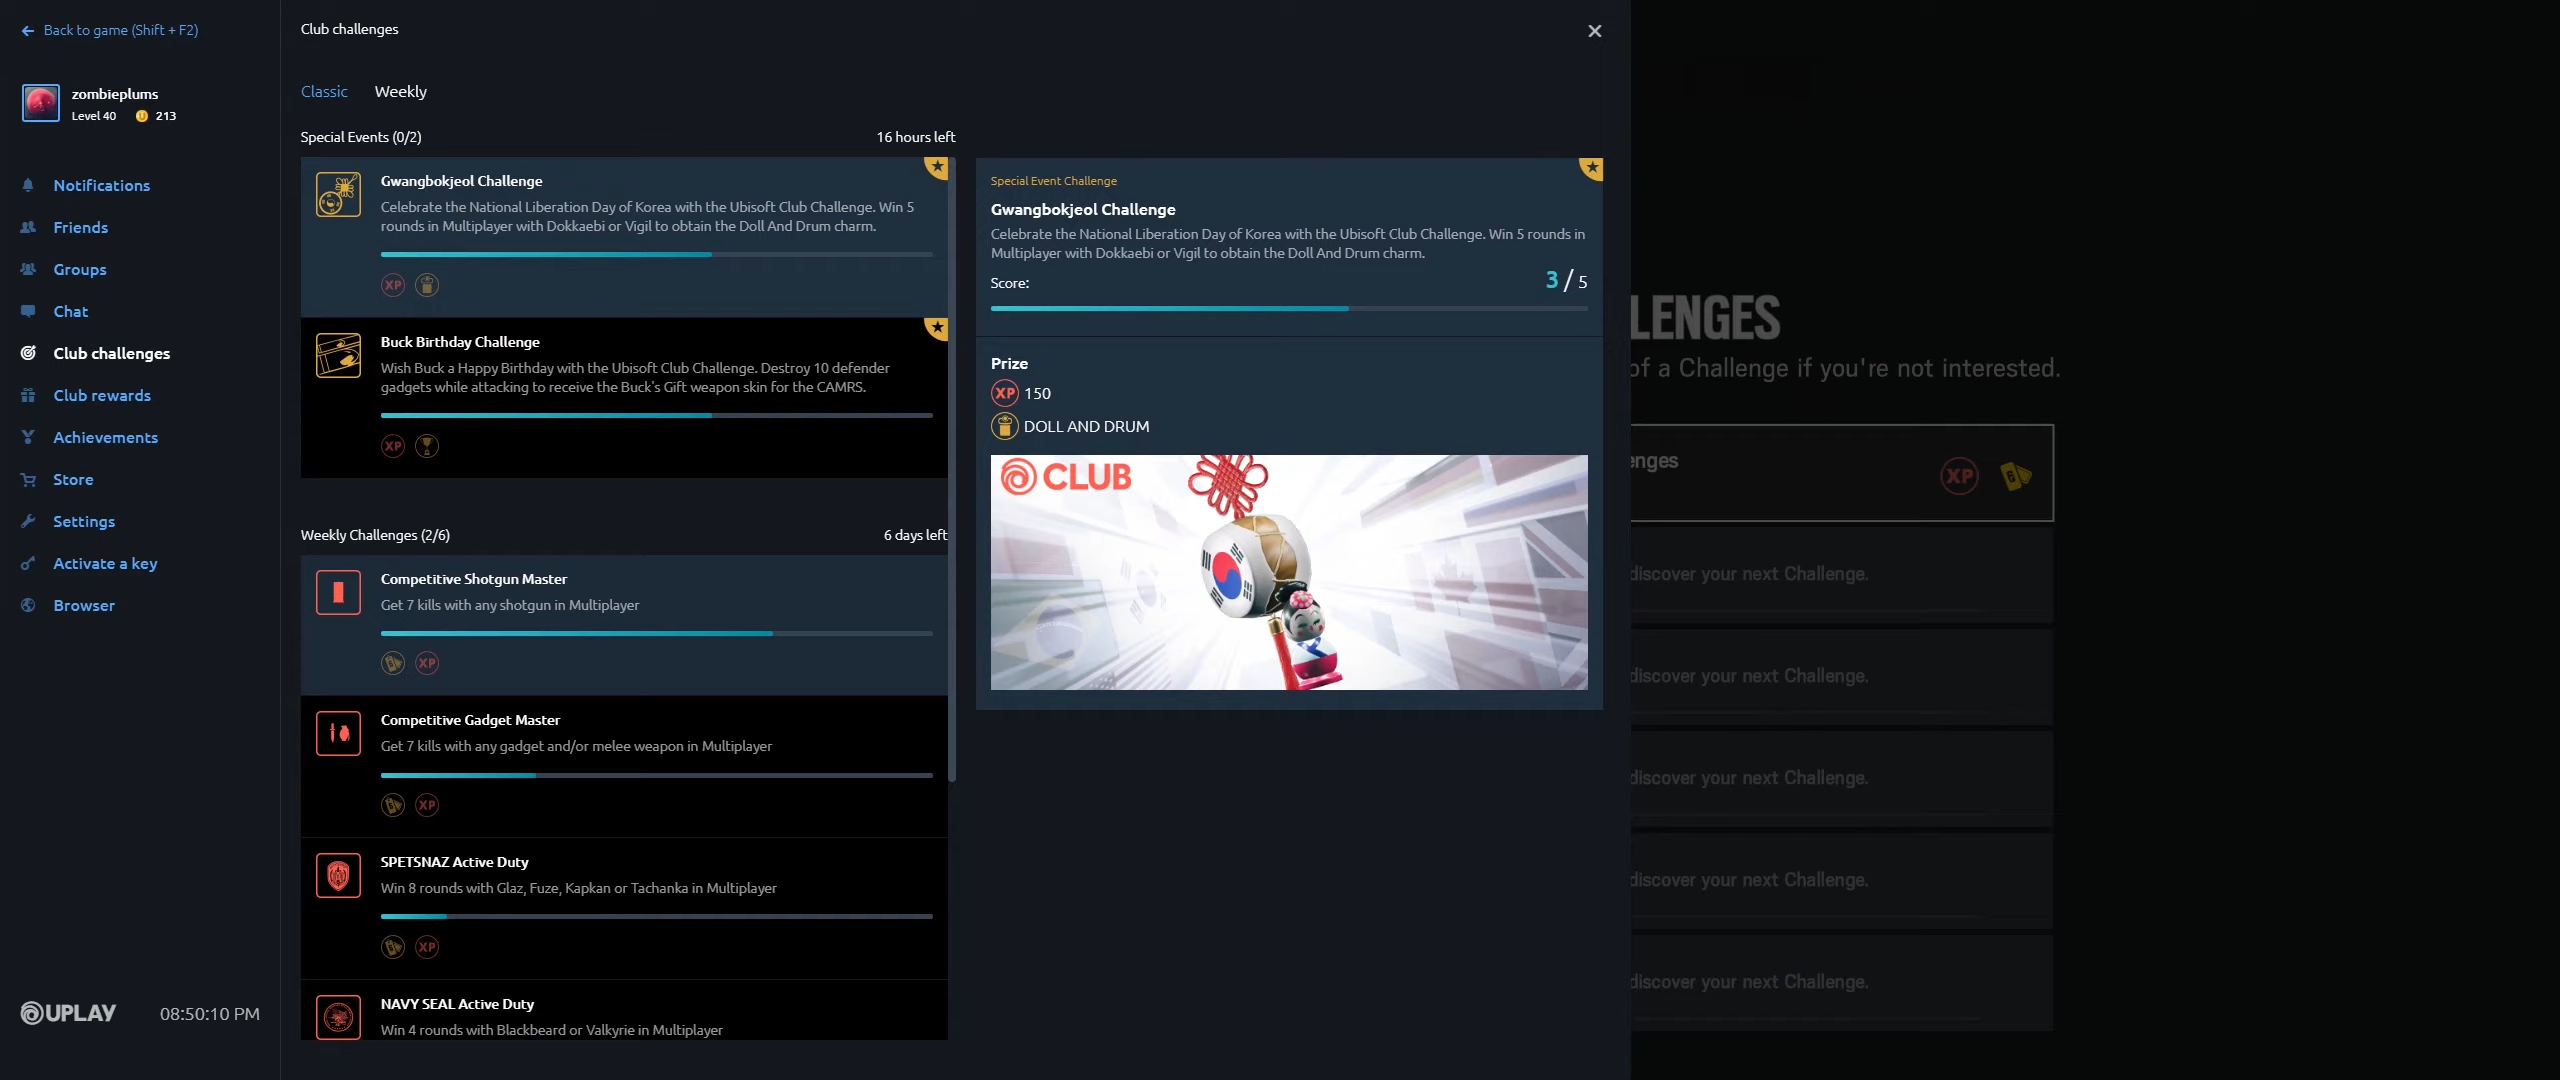 Back to game (Shift + F2)
zombieplums
Level 40 213
Notifications
Friends
Groups
Chat
Club challenges
Club rewards
Achievements
Store
Settings
Activate a key
Browser
UPLAY 08:50:10 PM
Club challenges
Classic Weekly
Special Events (0/2) 16 hours left
Gwangbokjeol Challenge
Celebrate the National Liberation Day of Korea with the Ubisoft Club Challenge. Win 5
rounds in Multiplayer with Dokkaebi or Vigil to obtain the Doll And Drum charm.
XP
Buck Birthday Challenge
Wish Buck a Happy Birthday with the Ubisoft Club Challenge. Destroy 10 defender
gadgets while attacking to receive the Buck's Gift weapon skin for the CAMRS.
XP
Weekly Challenges (2/6) 6 days left
Competitive Shotgun Master
Get 7 kills with any shotgun in Multiplayer
XP
Competitive Gadget Master
Get 7 kills with any gadget and/or melee weapon in Multiplayer
XP
SPETSNAZ Active Duty
Win 8 rounds with Glaz, Fuze, Kapkan or Tachanka in Multiplayer
XP
NAVY SEAL Active Duty
Win 4 rounds with Blackbeard or Valkyrie in Multiplayer
Special Event Challenge
Gwangbokjeol Challenge
Celebrate the National Liberation Day of Korea with the Ubisoft Club Challenge. Win 5 rounds in
Multiplayer with Dokkaebi or Vigil to obtain the Doll And Drum charm.
Score: 3 / 5
Prize
XP 150
DOLL AND DRUM
CLUB
LENGES
of a Challenge if you're not interested.
enges
XP 6
discover your next Challenge.
discover your next Challenge.
discover your next Challenge.
discover your next Challenge.
discover your next Challenge.